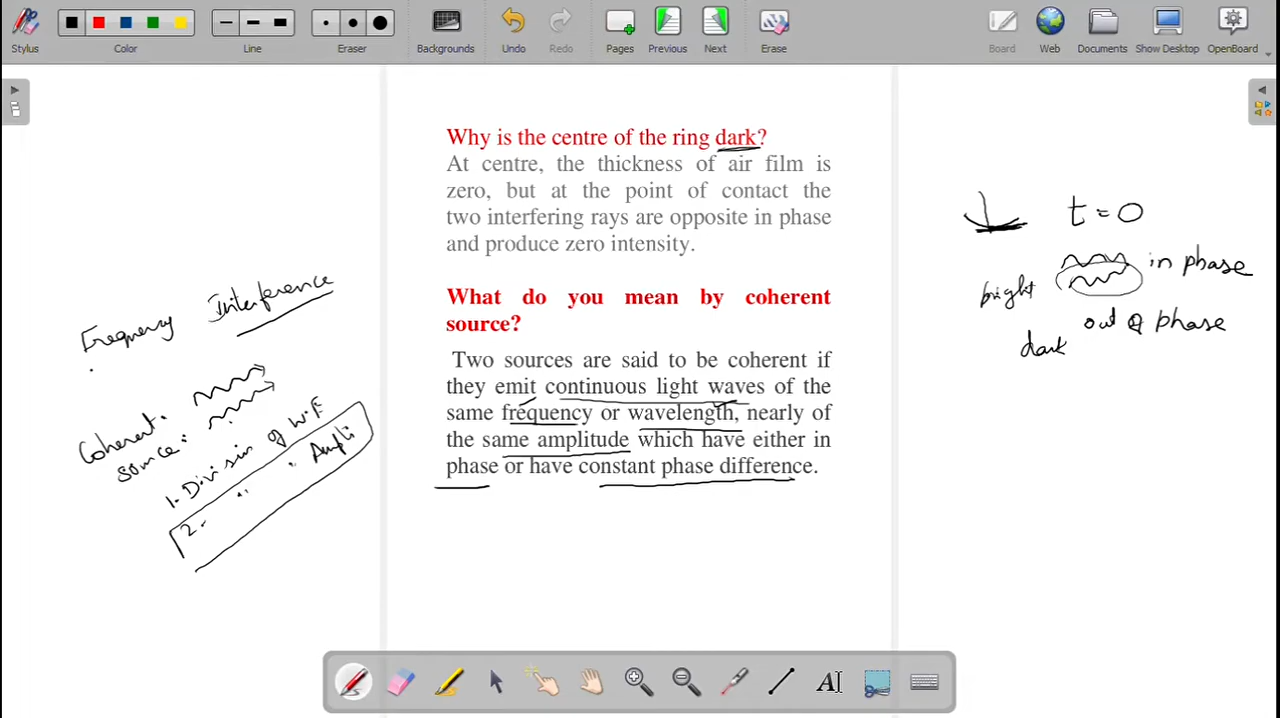 Stylus
Color
Line
Eraser
Backgrounds
Undo
Redo
Pages
Previous
Next
Erase
Board
Web
Documents
Show Desktop
OpenBoard
Why is the centre of the ring dark?
At centre, the thickness of air film is
zero, but at the point of contact the
two interfering rays are opposite in phase
and produce zero intensity.
What do you mean by coherent
source?
Two sources are said to be coherent if
they emit continuous light waves of the
same frequency or wavelength, nearly of
the same amplitude which have either in
phase or have constant phase difference.
Interference
Frequency
Coherent
source
1. Division of W.F
2. " " Ampli
t = 0
in phase
bright
out of phase
dark
A